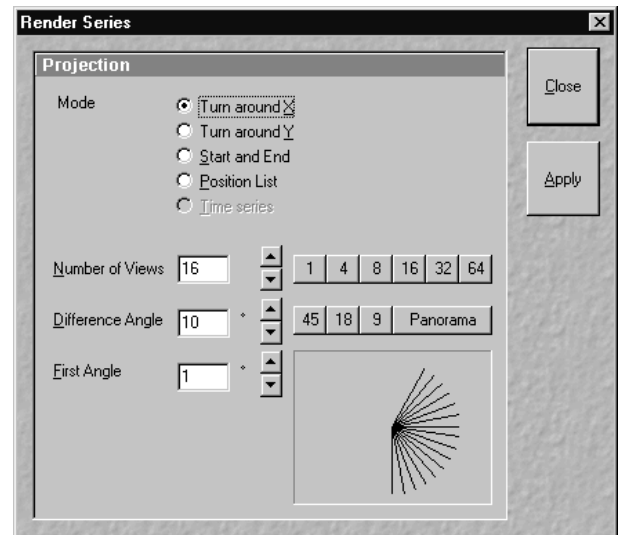 Render Series
Projection
Close
Mode
Turn around X
Turn around Y
Start and End
Position List
Time series
Apply
Number of Views 16 1 4 8 16 32 64
Difference Angle 10 ° 45 18 9 Panorama
First Angle 1 °